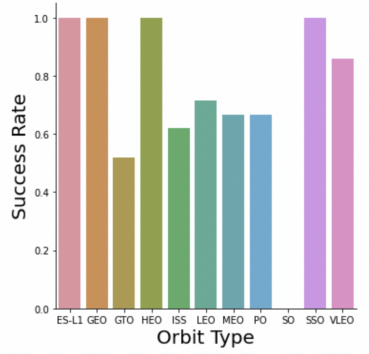 1.0
0.8
0.6
0.4
0.2
0.0
Success Rate
ES-L1 GEO GTO HEO ISS LEO MEO PO SO SSO VLEO
Orbit Type